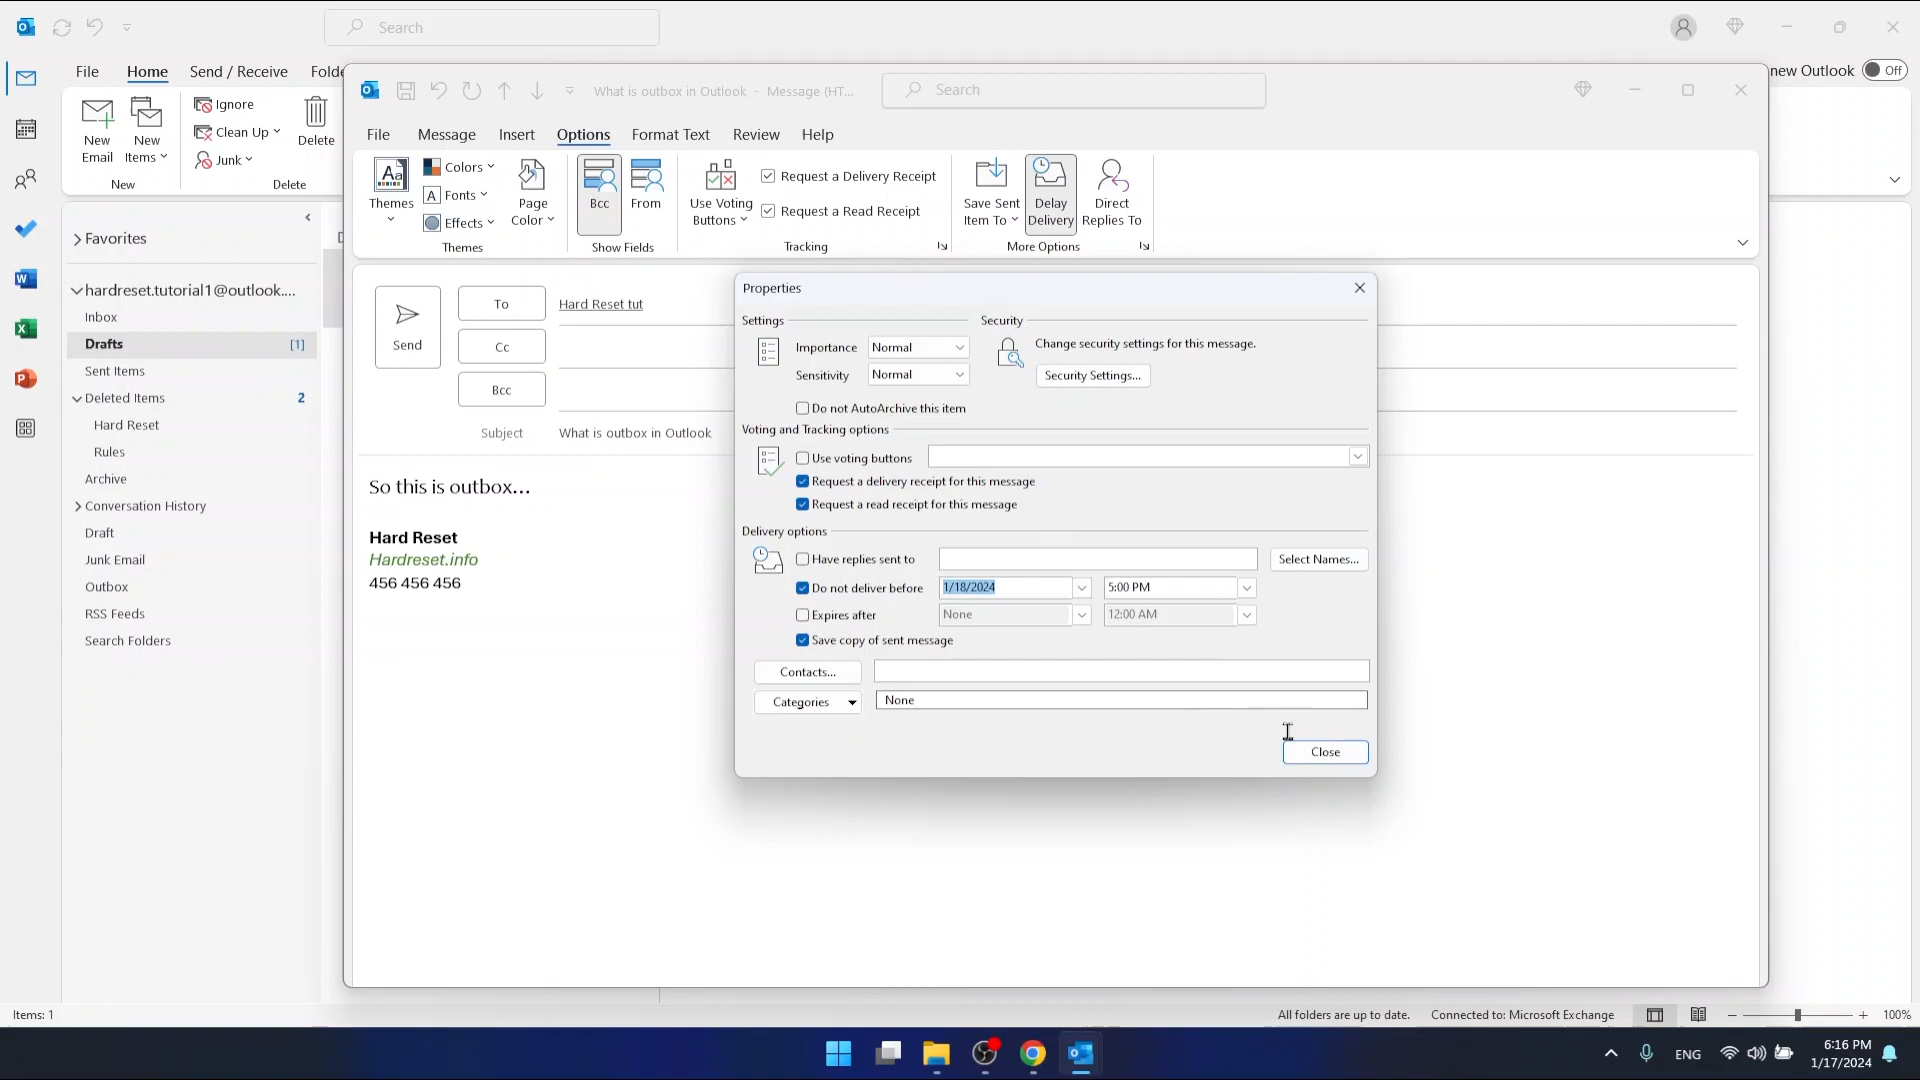 Search
File
Home
Send / Receive
Folde
new Outlook
Off
New
Email
New
Items
Ignore
Clean Up
Junk
Delete
New
Delete
What is outbox in Outlook - Message (HT...
Search
File
Message
Insert
Options
Format Text
Review
Help
Aa
Themes
Colors
A Fonts
Effects
Page
Color
Themes
Bcc
From
Show Fields
Use Voting
Buttons
Request a Delivery Receipt
Request a Read Receipt
Tracking
Save Sent
Item To
Delay
Delivery
Direct
Replies To
More Options
Favorites
hardreset.tutorial1@outlook....
Inbox
Drafts [1]
Sent Items
Deleted Items 2
Hard Reset
Rules
Archive
Conversation History
Draft
Junk Email
Outbox
RSS Feeds
Search Folders
Send
To
Hard Reset tut
Cc
Bcc
Subject
What is outbox in Outlook
So this is outbox...
Hard Reset
Hardreset.info
456 456 456
Properties
Settings
Security
Importance Normal
Sensitivity Normal
Change security settings for this message.
Security Settings...
Do not AutoArchive this item
Voting and Tracking options
Use voting buttons
Request a delivery receipt for this message
Request a read receipt for this message
Delivery options
Have replies sent to
Select Names...
Do not deliver before 1/18/2024 5:00 PM
Expires after None 12:00 AM
Save copy of sent message
Contacts...
Categories None
Close
Items: 1
All folders are up to date.
Connected to: Microsoft Exchange
100%
ENG
6:16 PM
1/17/2024